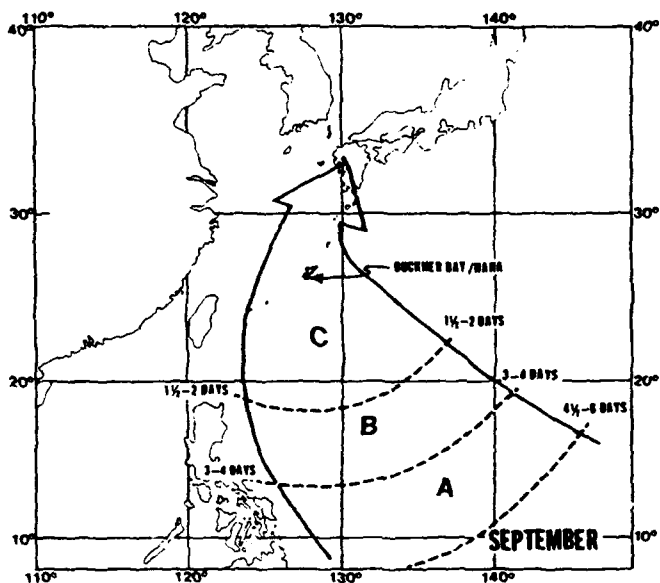 110° 120° 130° 140°
40° 40°
30° 30°
BUCKNER BAY/NAHA
1½-2 DAYS
C
3-4 DAYS
20° 20°
1½-2 DAYS
4½-6 DAYS
B
3-4 DAYS
A
10° SEPTEMBER 10°
110° 120° 130° 140°